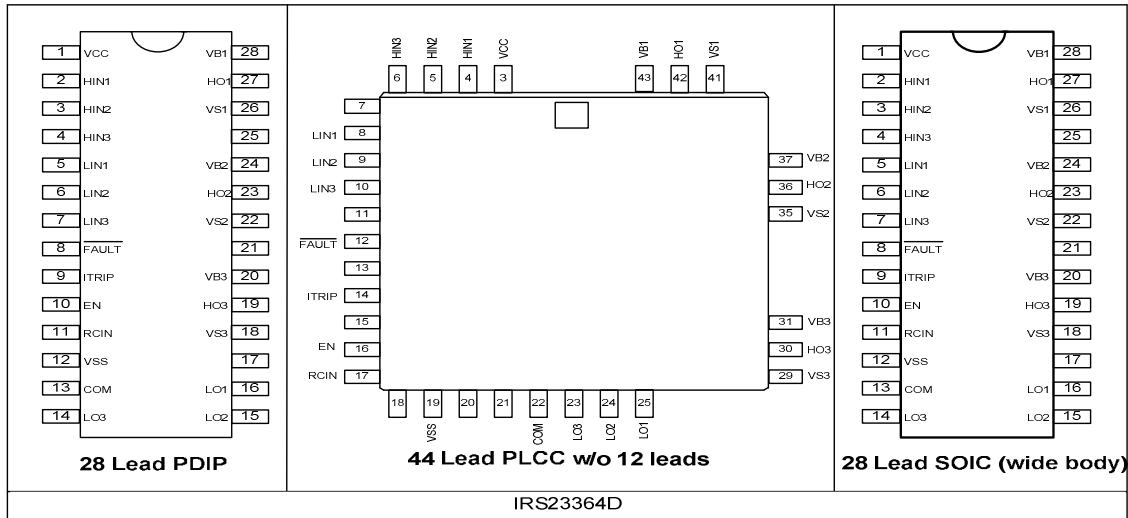 1 VCC VB1 28
2 HIN1 HO1 27
3 HIN2 VS1 26
4 HIN3 25
5 LIN1 VB2 24
6 LIN2 HO2 23
7 LIN3 VS2 22
8 FAULT 21
9 ITRIP VB3 20
10 EN HO3 19
11 RCIN VS3 18
12 VSS 17
13 COM LO1 16
14 LO3 LO2 15
28 Lead PDIP
HIN3 HIN2 HIN1 VCC VB1 HO1 VS1
6 5 4 3 43 42 41
7
LIN1 8
LIN2 9 37 VB2
LIN3 10 36 HO2
11 35 VS2
FAULT 12
13
ITRIP 14
15 31 VB3
EN 16 30 HO3
RCIN 17 29 VS3
18 19 20 21 22 23 24 25
VSS COM LO3 LO2 LO1
44 Lead PLCC w/o 12 leads
1 VCC VB1 28
2 HIN1 HO1 27
3 HIN2 VS1 26
4 HIN3 25
5 LIN1 VB2 24
6 LIN2 HO2 23
7 LIN3 VS2 22
8 FAULT 21
9 ITRIP VB3 20
10 EN HO3 19
11 RCIN VS3 18
12 VSS 17
13 COM LO1 16
14 LO3 LO2 15
28 Lead SOIC (wide body)
IRS23364D